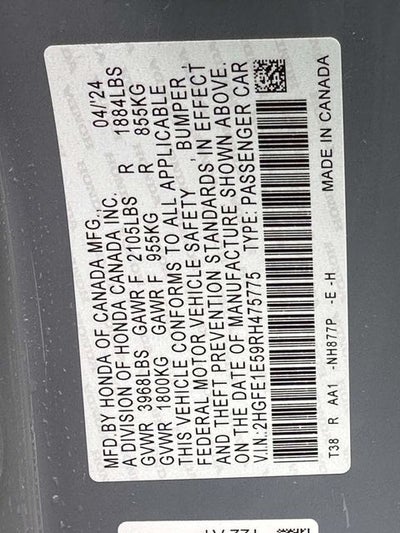 MFD.BY HONDA OF CANADA MFG., 04/'24
A DIVISION OF HONDA CANADA INC.
GVWR 3968LBS GAWR F 2105LBS R 1884LBS
GVWR 1800KG GAWR F 955KG R 855KG
THIS VEHICLE CONFORMS TO ALL APPLICABLE
FEDERAL MOTOR VEHICLE SAFETY , BUMPER ,
AND THEFT PREVENTION STANDARDS IN EFFECT
ON THE DATE OF MANUFACTURE SHOWN ABOVE.
V.I.N.:2HGFE1E59RH475775 TYPE: PASSENGER CAR
T38 R AA1 -NH877P -E -H MADE IN CANADA